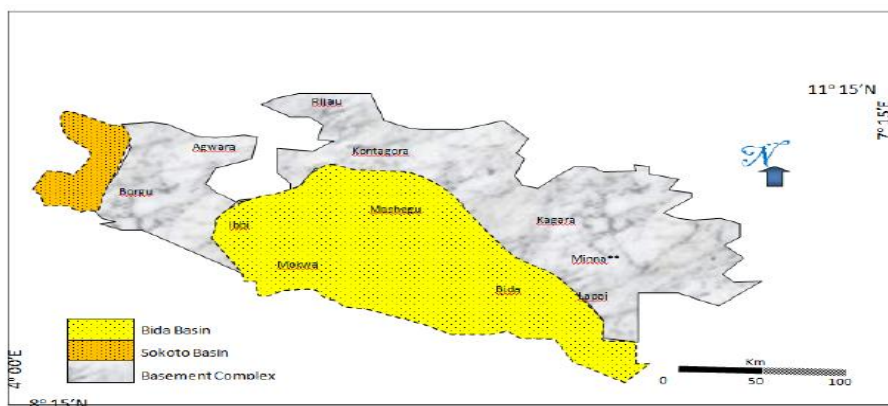 11° 15′N
7° 15′E
Rijau
N
Agwara
Kontagora
Borgu
Moshegu
Ibbi
Kagara
Mokwa
Minna**
Bida
Lapai
Bida Basin
Sokoto Basin
Basement Complex
Km
0 50 100
4° 00′E
8° 15′N